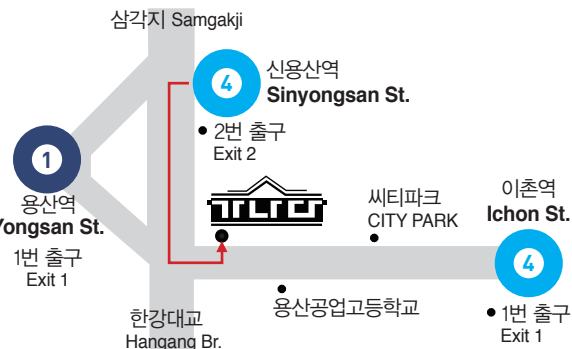 삼각지 Samgakji
4
신용산역
Sinyongsan St.
2번 출구
Exit 2
1
용산역
Yongsan St.
1번 출구
Exit 1
씨티파크
CITY PARK
이촌역
Ichon St.
4
1번 출구
Exit 1
용산공업고등학교
한강대교
Hangang Br.